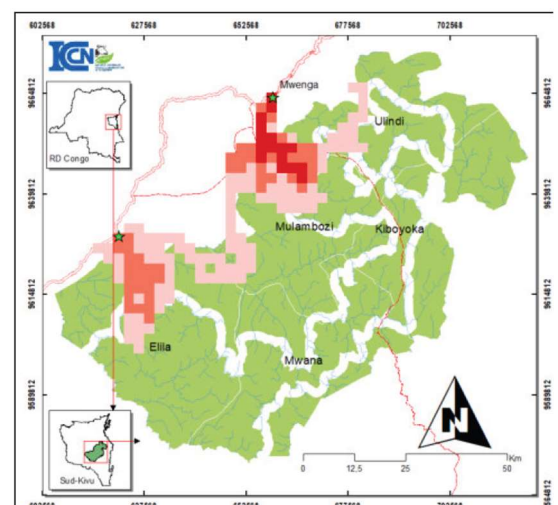 602568 627568 652568 677568 702568
ICCN
9664812
9639812
9614812
9589812
RD Congo
Mwenga
Ulindi
Mulambozi
Kiboyoka
Elila
Mwana
Sud-Kivu
N
Km
0 12,5 25 50
9664812
9639812
9614812
9589812